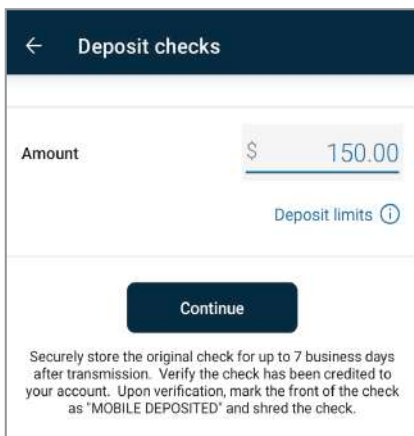 Deposit checks
Amount $ 150.00
Deposit limits
Continue
Securely store the original check for up to 7 business days
after transmission. Verify the check has been credited to
your account. Upon verification, mark the front of the check
as "MOBILE DEPOSITED" and shred the check.